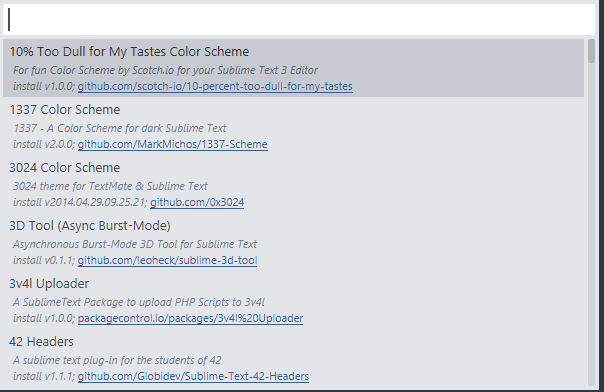 10% Too Dull for My Tastes Color Scheme
For fun Color Scheme by Scotch.io for your Sublime Text 3 Editor
install v1.0.0; github.com/scotch-io/10-percent-too-dull-for-my-tastes
1337 Color Scheme
1337 - A Color Scheme for dark Sublime Text
install v2.0.0; github.com/MarkMichos/1337-Scheme
3024 Color Scheme
3024 theme for TextMate & Sublime Text
install v2014.04.29.09.25.21; github.com/0x3024
3D Tool (Async Burst-Mode)
Asynchronous Burst-Mode 3D Tool for Sublime Text
install v0.1.1; github.com/leoheck/sublime-3d-tool
3v4l Uploader
A SublimeText Package to upload PHP Scripts to 3v4l
install v1.0.0; packagecontrol.io/packages/3v4l%20Uploader
42 Headers
A sublime text plug-in for the students of 42
install v1.1.1; github.com/Globidev/Sublime-Text-42-Headers